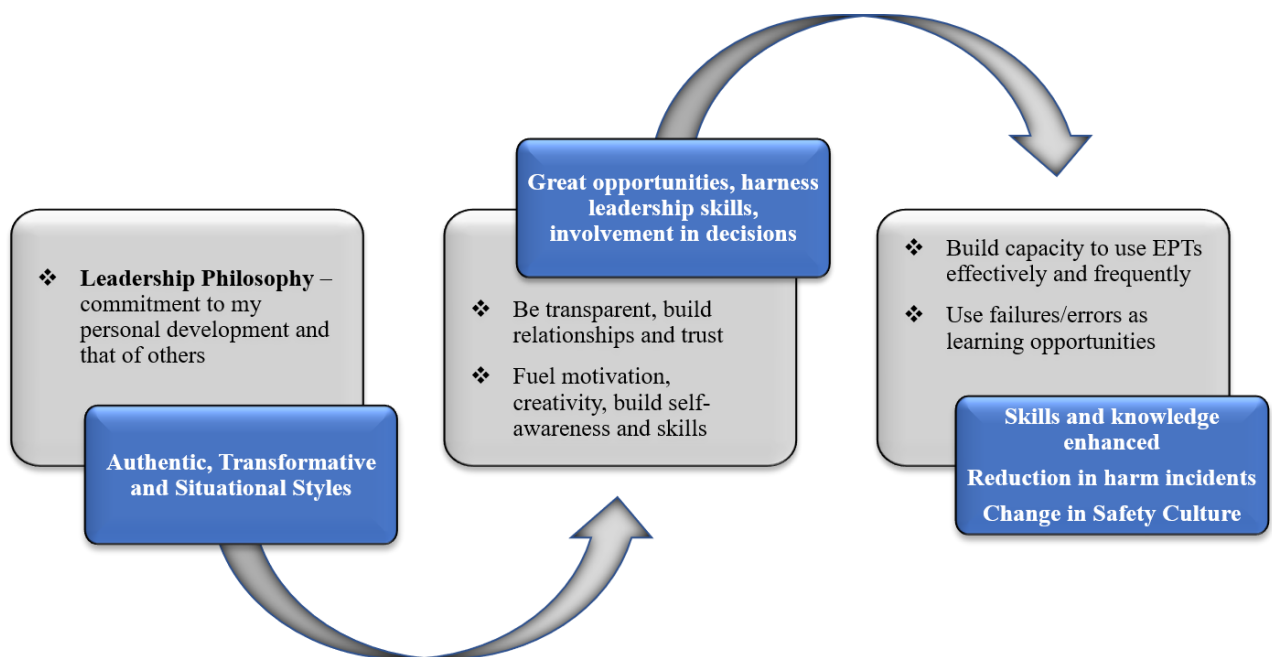 ❖ Leadership Philosophy –
commitment to my
personal development and
that of others
Authentic, Transformative
and Situational Styles
Great opportunities, harness
leadership skills,
involvement in decisions
❖ Be transparent, build
relationships and trust
❖ Fuel motivation,
creativity, build self-
awareness and skills
❖ Build capacity to use EPTs
effectively and frequently
❖ Use failures/errors as
learning opportunities
Skills and knowledge
enhanced
Reduction in harm incidents
Change in Safety Culture